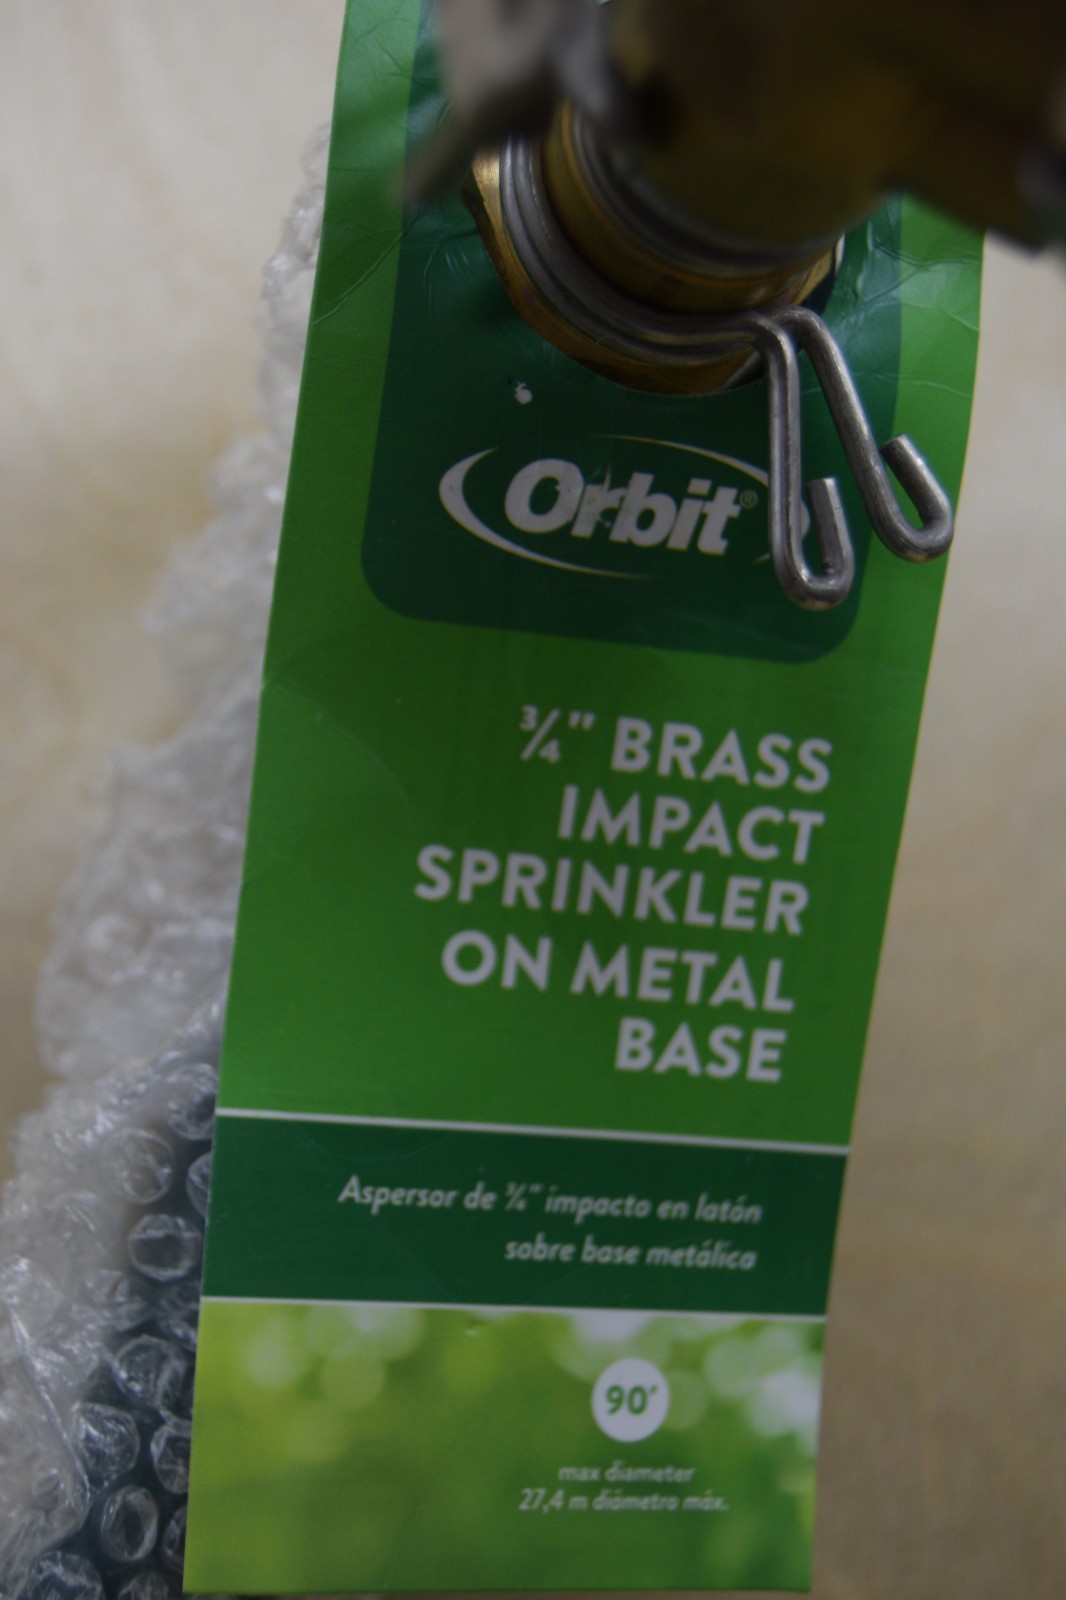 Orbit®
¾" BRASS
IMPACT
SPRINKLER
ON METAL
BASE
Aspersor de ¾" impacto en latón
sobre base metálica
90'
max diameter
27,4 m diámetro máx.